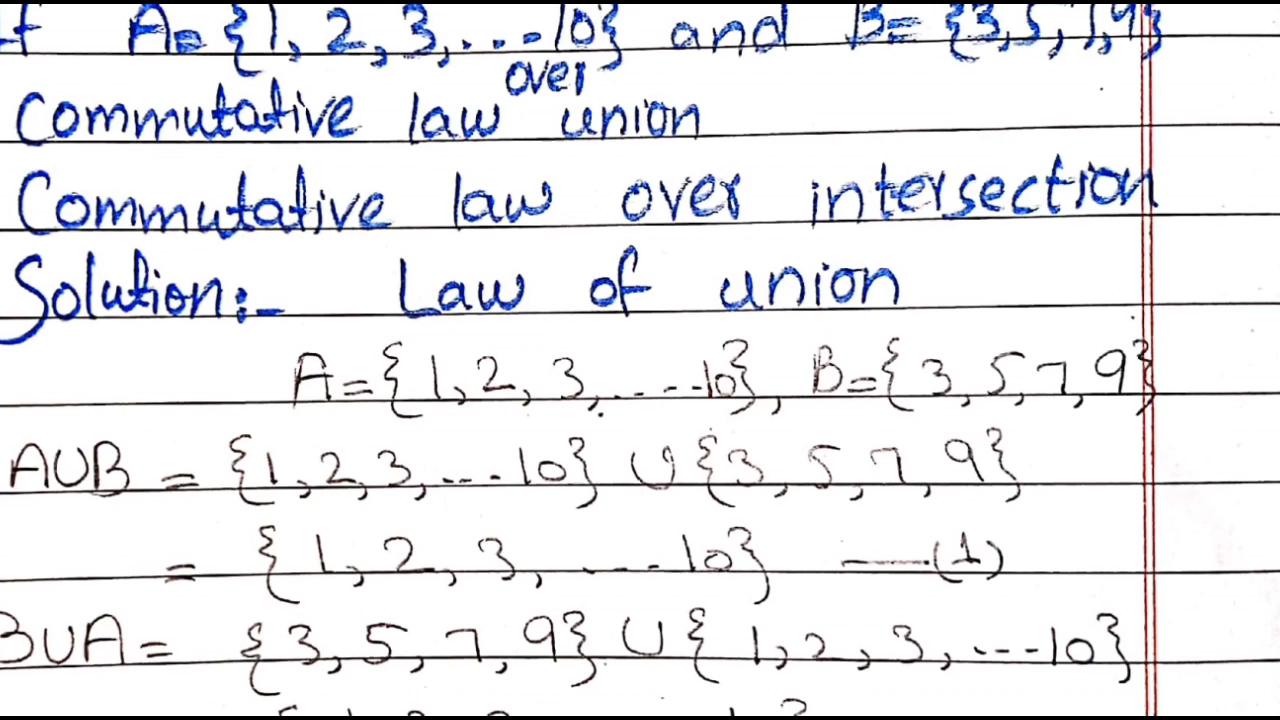 If A={1, 2, 3,...10} and B={3,5,7,9}
Commutative law over union
Commutative law over intersection
Solution:- Law of union
A={1,2,3,....10}, B={3,5,7,9}
AUB = {1,2,3,...10} ∪ {3,5,7,9}
= {1,2,3,....10} —(1)
BUA= {3,5,7,9} ∪ {1,2,3,...10}